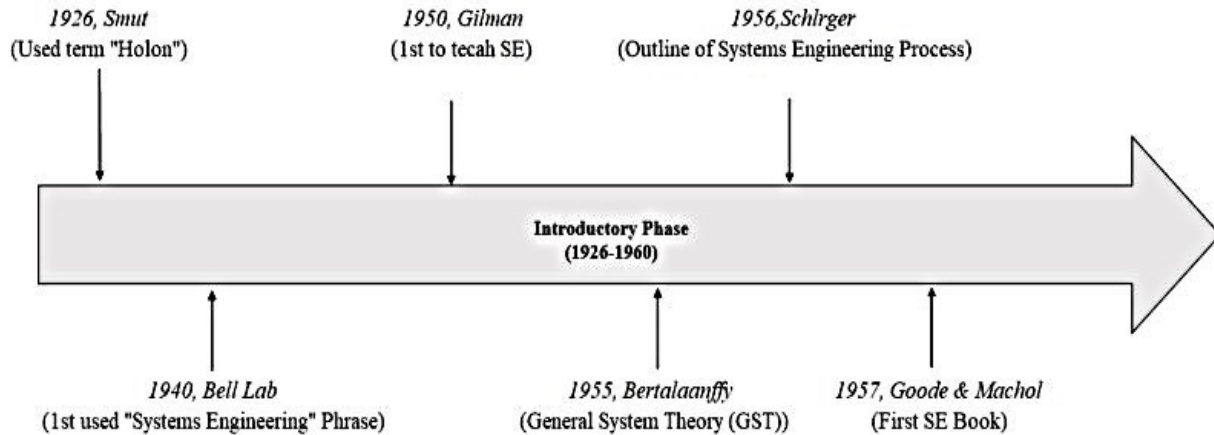 1926, Smut
(Used term "Holon")
1950, Gilman
(1st to tecah SE)
1956,Schlrger
(Outline of Systems Engineering Process)
Introductory Phase
(1926-1960)
1940, Bell Lab
(1st used "Systems Engineering" Phrase)
1955, Bertalaanffy
(General System Theory (GST))
1957, Goode & Machol
(First SE Book)